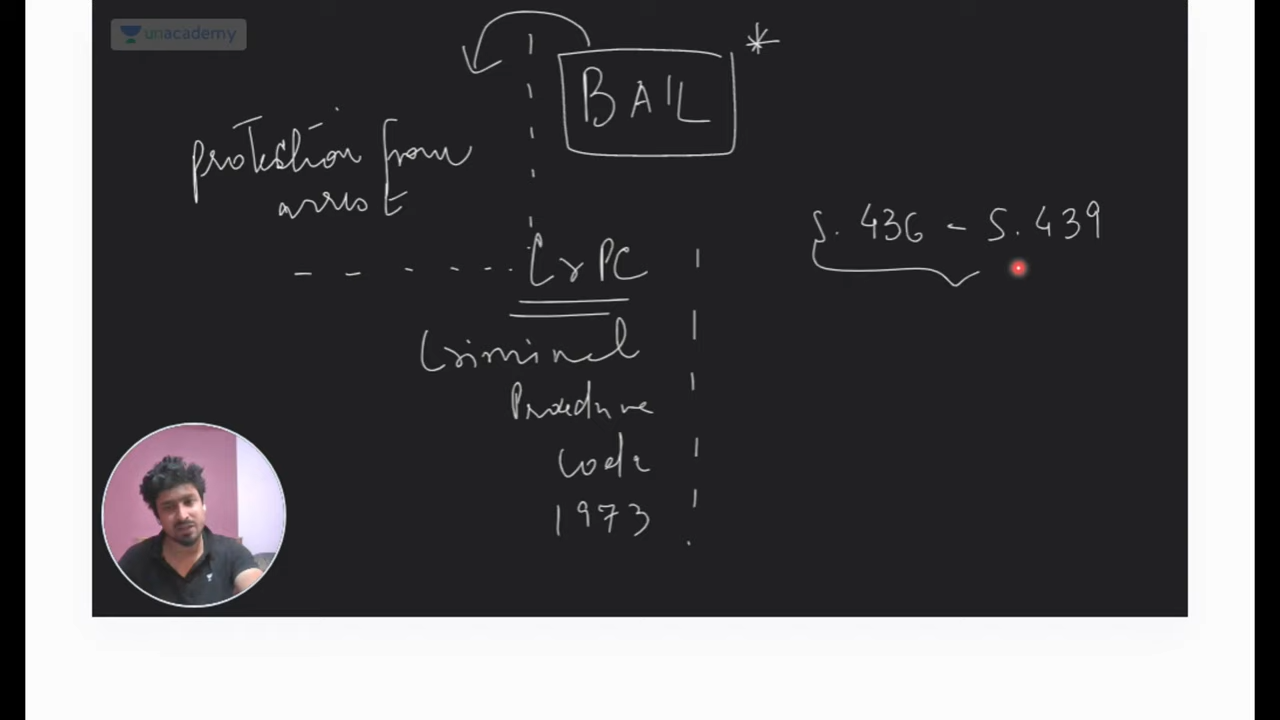 unacademy
BAIL *
protection from
arrest
S. 436 - S. 439
CrPC
Criminal
Procedure
Code
1973